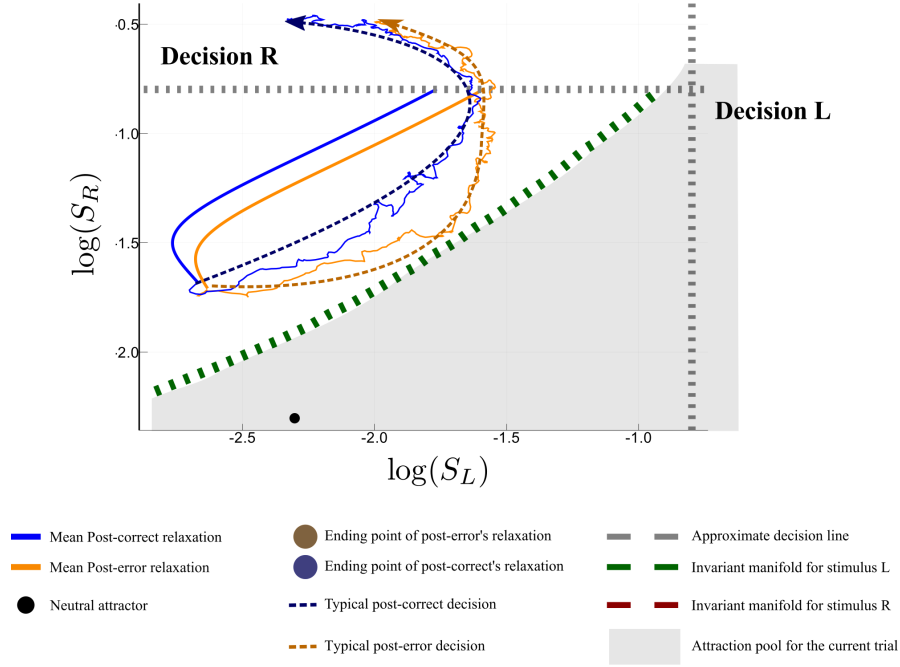 -0.5
Decision R
Decision L
-1.0
log(S_R)
-1.5
-2.0
-2.5
-2.0
-1.5
-1.0
log(S_L)
Mean Post-correct relaxation
Ending point of post-error's relaxation
Approximate decision line
Mean Post-error relaxation
Ending point of post-correct's relaxation
Invariant manifold for stimulus L
Neutral attractor
Typical post-correct decision
Invariant manifold for stimulus R
Typical post-error decision
Attraction pool for the current trial